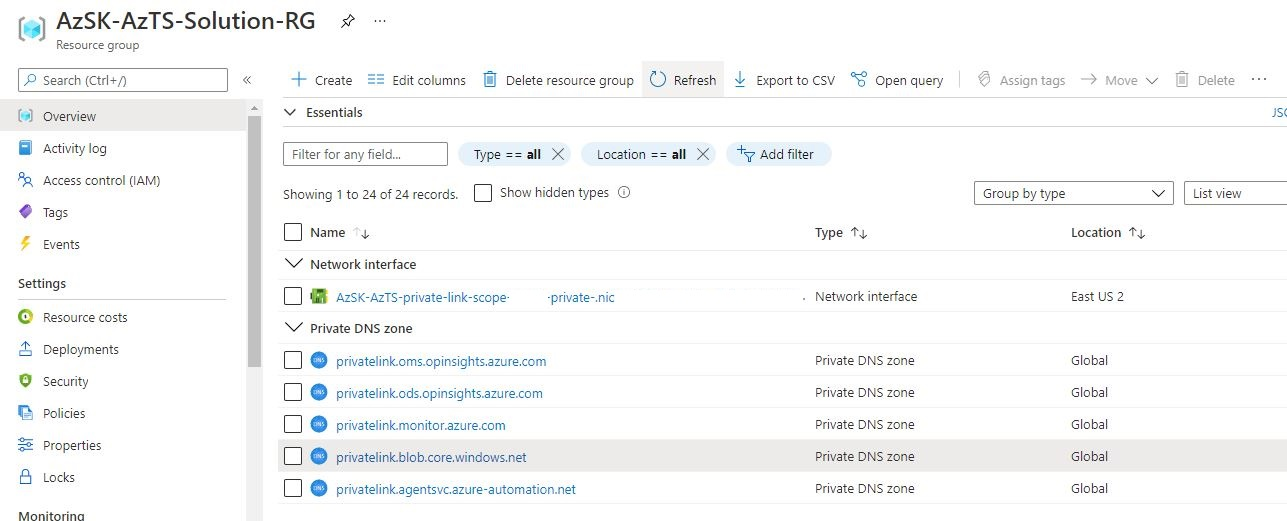 AzSK-AzTS-Solution-RG
Resource group
Search (Ctrl+/)
Overview
Activity log
Access control (IAM)
Tags
Events
Settings
Resource costs
Deployments
Security
Policies
Properties
Locks
Monitoring
Create Edit columns Delete resource group Refresh Export to CSV Open query Assign tags Move Delete
Essentials JS
Filter for any field... Type == all Location == all Add filter
Showing 1 to 24 of 24 records. Show hidden types Group by type List view
Name Type Location
Network interface
AzSK-AzTS-private-link-scope- -private-.nic Network interface East US 2
Private DNS zone
privatelink.oms.opinsights.azure.com Private DNS zone Global
privatelink.ods.opinsights.azure.com Private DNS zone Global
privatelink.monitor.azure.com Private DNS zone Global
privatelink.blob.core.windows.net Private DNS zone Global
privatelink.agentsvc.azure-automation.net Private DNS zone Global